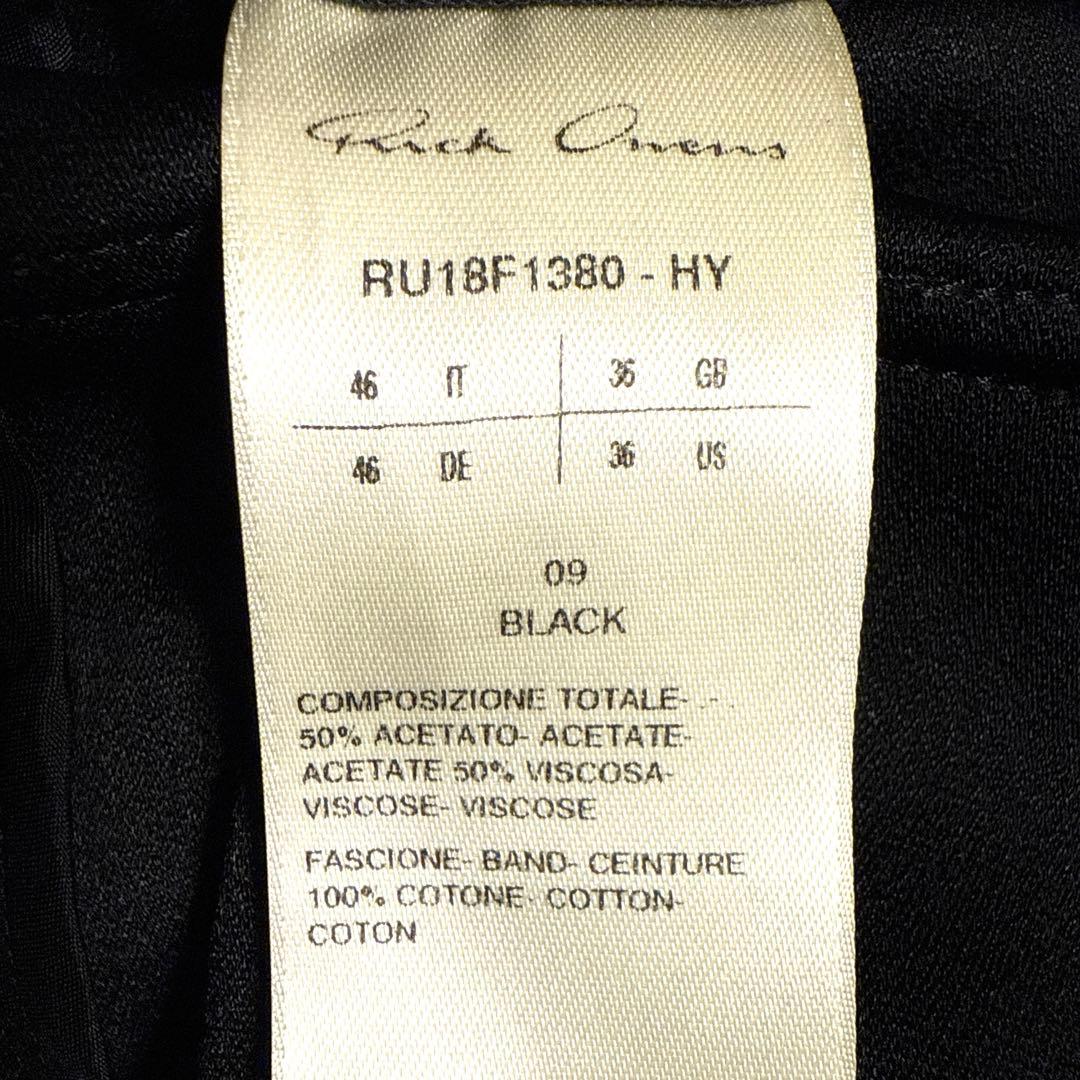 Rick Owens
RU18F1380 - HY
46 IT 36 GB
46 DE 36 US
09
BLACK
COMPOSIZIONE TOTALE-
50% ACETATO- ACETATE-
ACETATE 50% VISCOSA-
VISCOSE- VISCOSE
FASCIONE- BAND- CEINTURE
100% COTONE- COTTON-
COTON